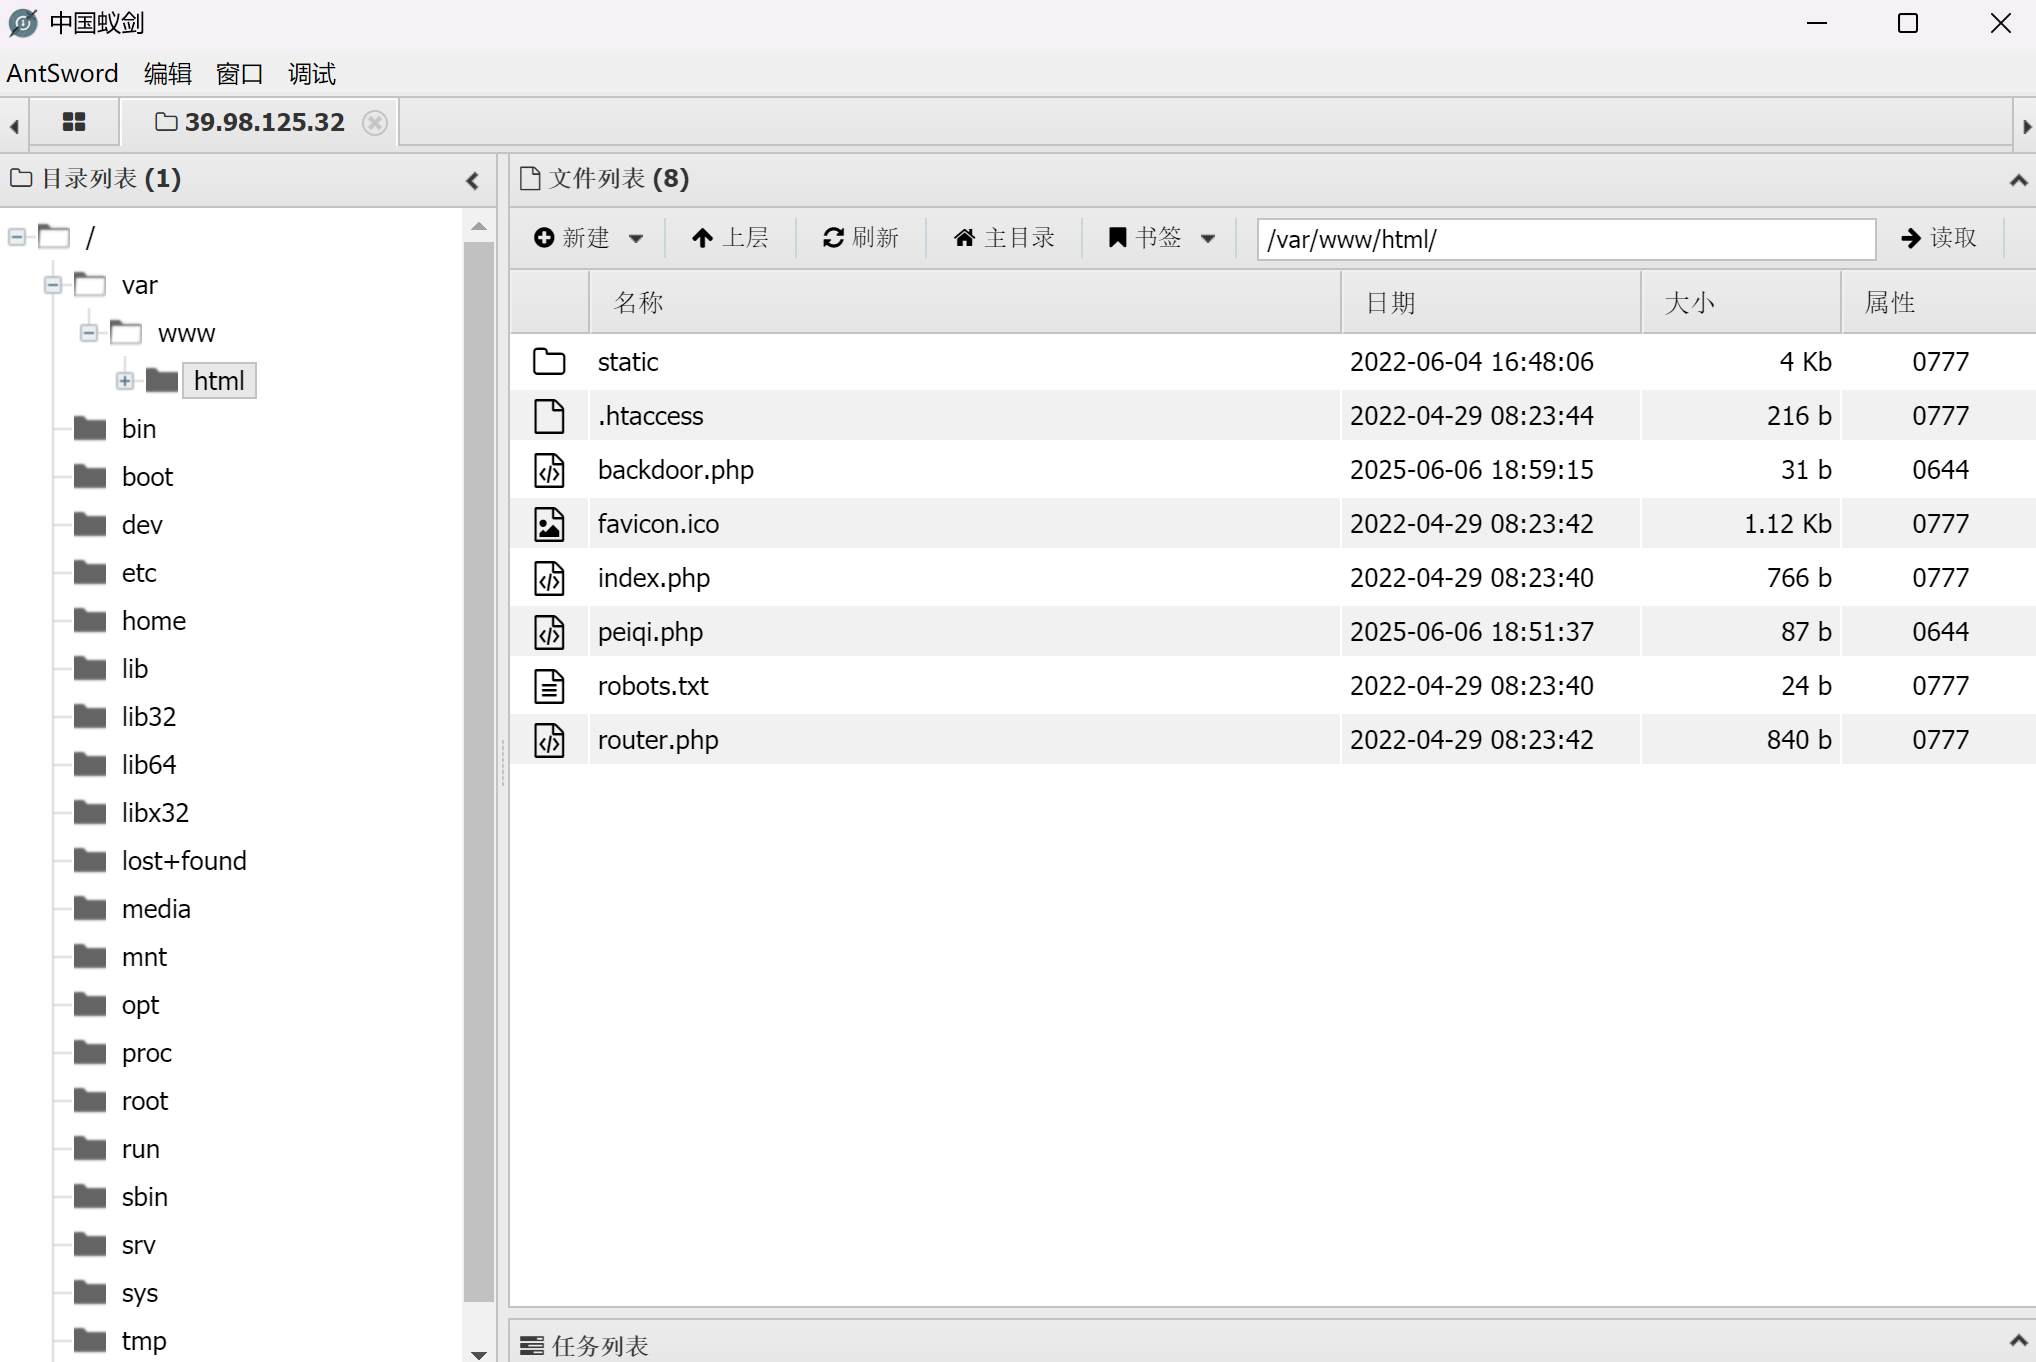 中国蚁剑
AntSword 编辑 窗口 调试
39.98.125.32
目录列表 (1)
/
var
www
html
bin
boot
dev
etc
home
lib
lib32
lib64
libx32
lost+found
media
mnt
opt
proc
root
run
sbin
srv
sys
tmp
文件列表 (8)
新建 上层 刷新 主目录 书签 /var/www/html/ 读取
名称 日期 大小 属性
static 2022-06-04 16:48:06 4 Kb 0777
.htaccess 2022-04-29 08:23:44 216 b 0777
backdoor.php 2025-06-06 18:59:15 31 b 0644
favicon.ico 2022-04-29 08:23:42 1.12 Kb 0777
index.php 2022-04-29 08:23:40 766 b 0777
peiqi.php 2025-06-06 18:51:37 87 b 0644
robots.txt 2022-04-29 08:23:40 24 b 0777
router.php 2022-04-29 08:23:42 840 b 0777
任务列表